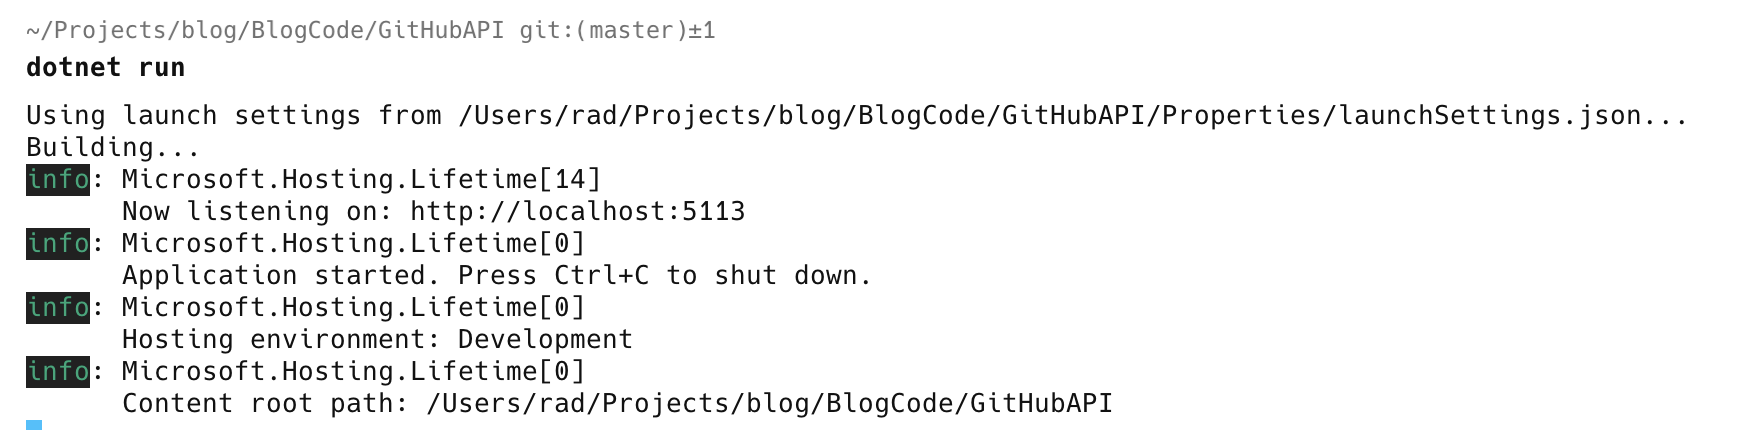 ~/Projects/blog/BlogCode/GitHubAPI git:(master)±1
dotnet run
Using launch settings from /Users/rad/Projects/blog/BlogCode/GitHubAPI/Properties/launchSettings.json...
Building...
info: Microsoft.Hosting.Lifetime[14]
      Now listening on: http://localhost:5113
info: Microsoft.Hosting.Lifetime[0]
      Application started. Press Ctrl+C to shut down.
info: Microsoft.Hosting.Lifetime[0]
      Hosting environment: Development
info: Microsoft.Hosting.Lifetime[0]
      Content root path: /Users/rad/Projects/blog/BlogCode/GitHubAPI